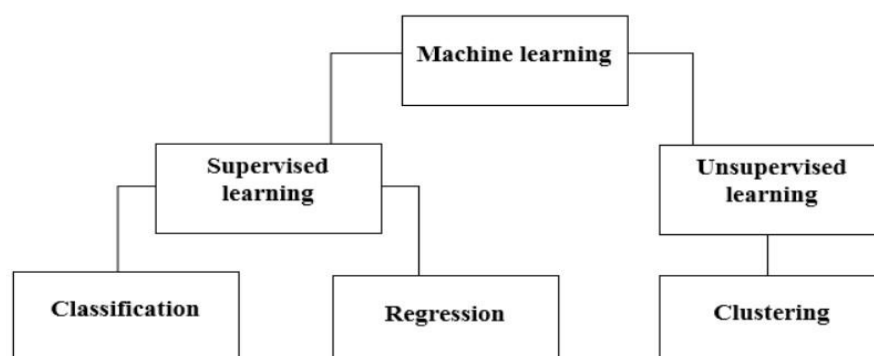 Machine learning
Supervised
learning
Unsupervised
learning
Classification
Regression
Clustering